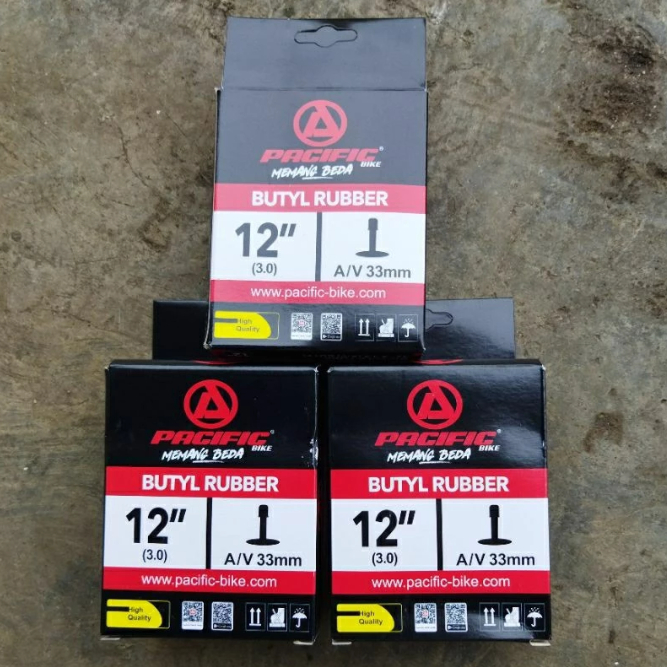 PACIFIC®
BIKE
MEMANG BEDA
BUTYL RUBBER
12"
(3.0)
A/V 33mm
www.pacific-bike.com
High
Quality
PACIFIC®
BIKE
MEMANG BEDA
BUTYL RUBBER
12"
(3.0)
A/V 33mm
www.pacific-bike.com
High
Quality
PACIFIC®
BIKE
MEMANG BEDA
BUTYL RUBBER
12"
(3.0)
A/V 33mm
www.pacific-bike.com
High
Quality